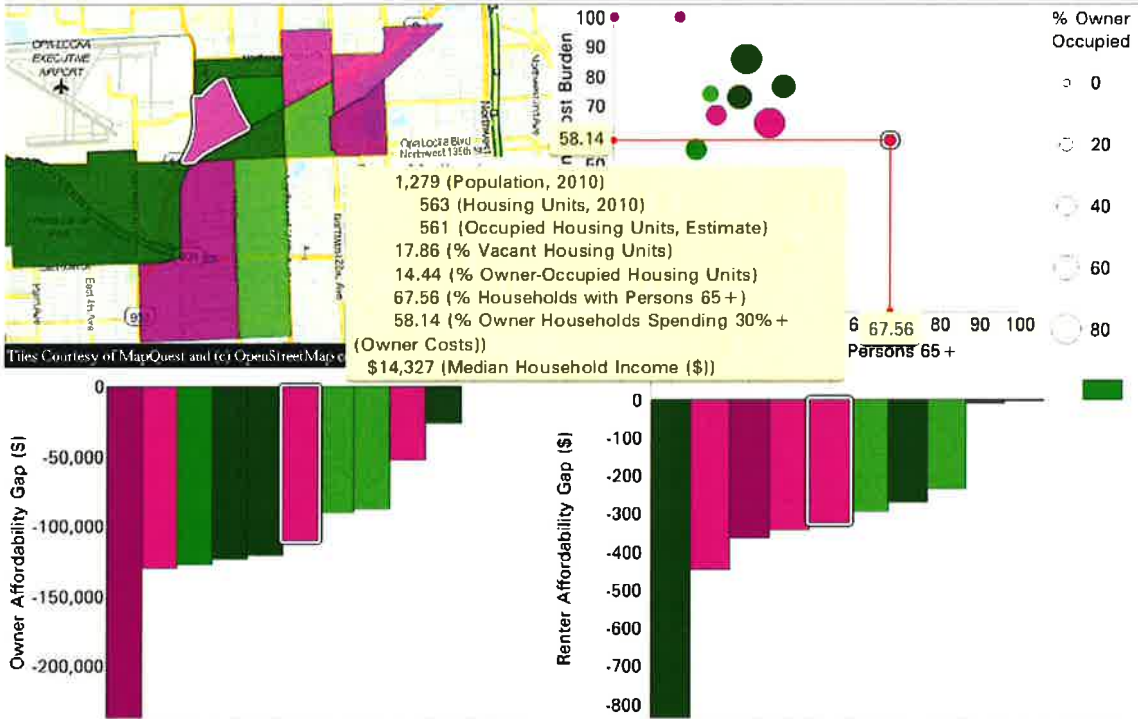 OPA-LOCKA
EXECUTIVE
AIRPORT
Opa Locka Blvd
Northwest 135th
Northwest
East 4th Ave
Tiles Courtesy of MapQuest and (c) OpenStreetMap
1,279 (Population, 2010)
563 (Housing Units, 2010)
561 (Occupied Housing Units, Estimate)
17.86 (% Vacant Housing Units)
14.44 (% Owner-Occupied Housing Units)
67.56 (% Households with Persons 65+)
58.14 (% Owner Households Spending 30%+
(Owner Costs))
$14,327 (Median Household Income ($))
ost Burden
100
90
80
70
58.14
6
67.56
80
90
100
Persons 65+
% Owner
Occupied
0
20
40
60
80
Owner Affordability Gap ($)
0
-50,000
-100,000
-150,000
-200,000
Renter Affordability Gap ($)
0
-100
-200
-300
-400
-500
-600
-700
-800